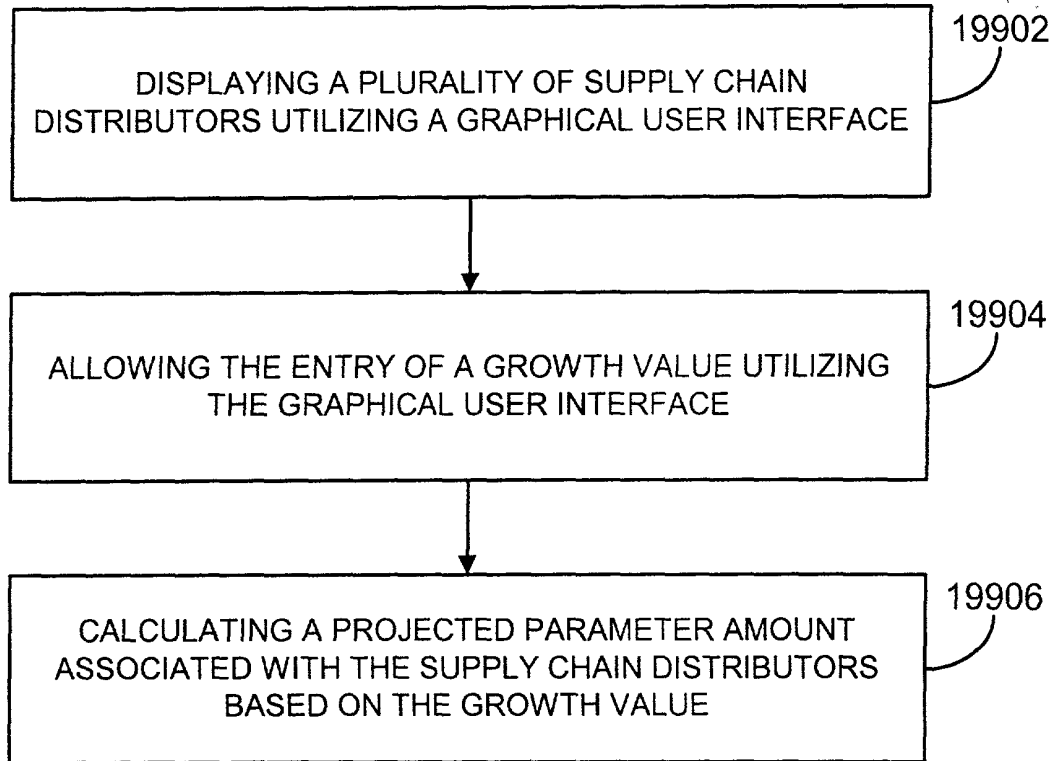 19902
DISPLAYING A PLURALITY OF SUPPLY CHAIN
DISTRIBUTORS UTILIZING A GRAPHICAL USER INTERFACE
19904
ALLOWING THE ENTRY OF A GROWTH VALUE UTILIZING
THE GRAPHICAL USER INTERFACE
19906
CALCULATING A PROJECTED PARAMETER AMOUNT
ASSOCIATED WITH THE SUPPLY CHAIN DISTRIBUTORS
BASED ON THE GROWTH VALUE